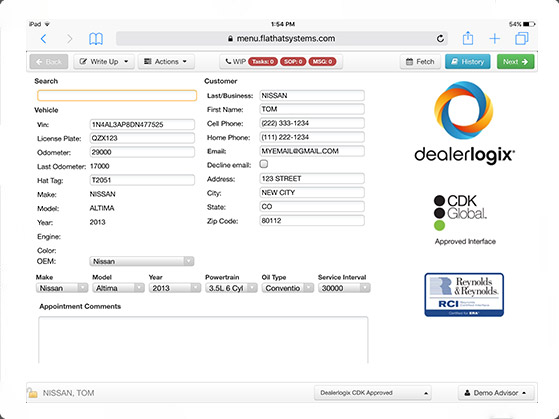 iPad
1:54 PM
54%
menu.flathatsystems.com
Back
Write Up
Actions
WIP
Tasks: 0
SOP: 0
MSG: 0
Fetch
History
Next
Search
Vehicle
Vin: 1N4AL3AP8DN477525
License Plate: QZX123
Odometer: 29000
Last Odometer: 17000
Hat Tag: T2051
Make: NISSAN
Model: ALTIMA
Year: 2013
Engine:
Color:
OEM: Nissan
Customer
Last/Business: NISSAN
First Name: TOM
Cell Phone: (222) 333-1234
Home Phone: (111) 222-1234
Email: MYEMAIL@GMAIL.COM
Decline email:
Address: 123 STREET
City: NEW CITY
State: CO
Zip Code: 80112
dealerlogix
CDK
Global.
Approved Interface
Reynolds
& Reynolds.
RCI
Certified for ERA
Make Model Year Powertrain Oil Type Service Interval
Nissan Altima 2013 3.5L 6 Cyl Conventio 30000
Appointment Comments
NISSAN, TOM
Dealerlogix CDK Approved
Demo Advisor